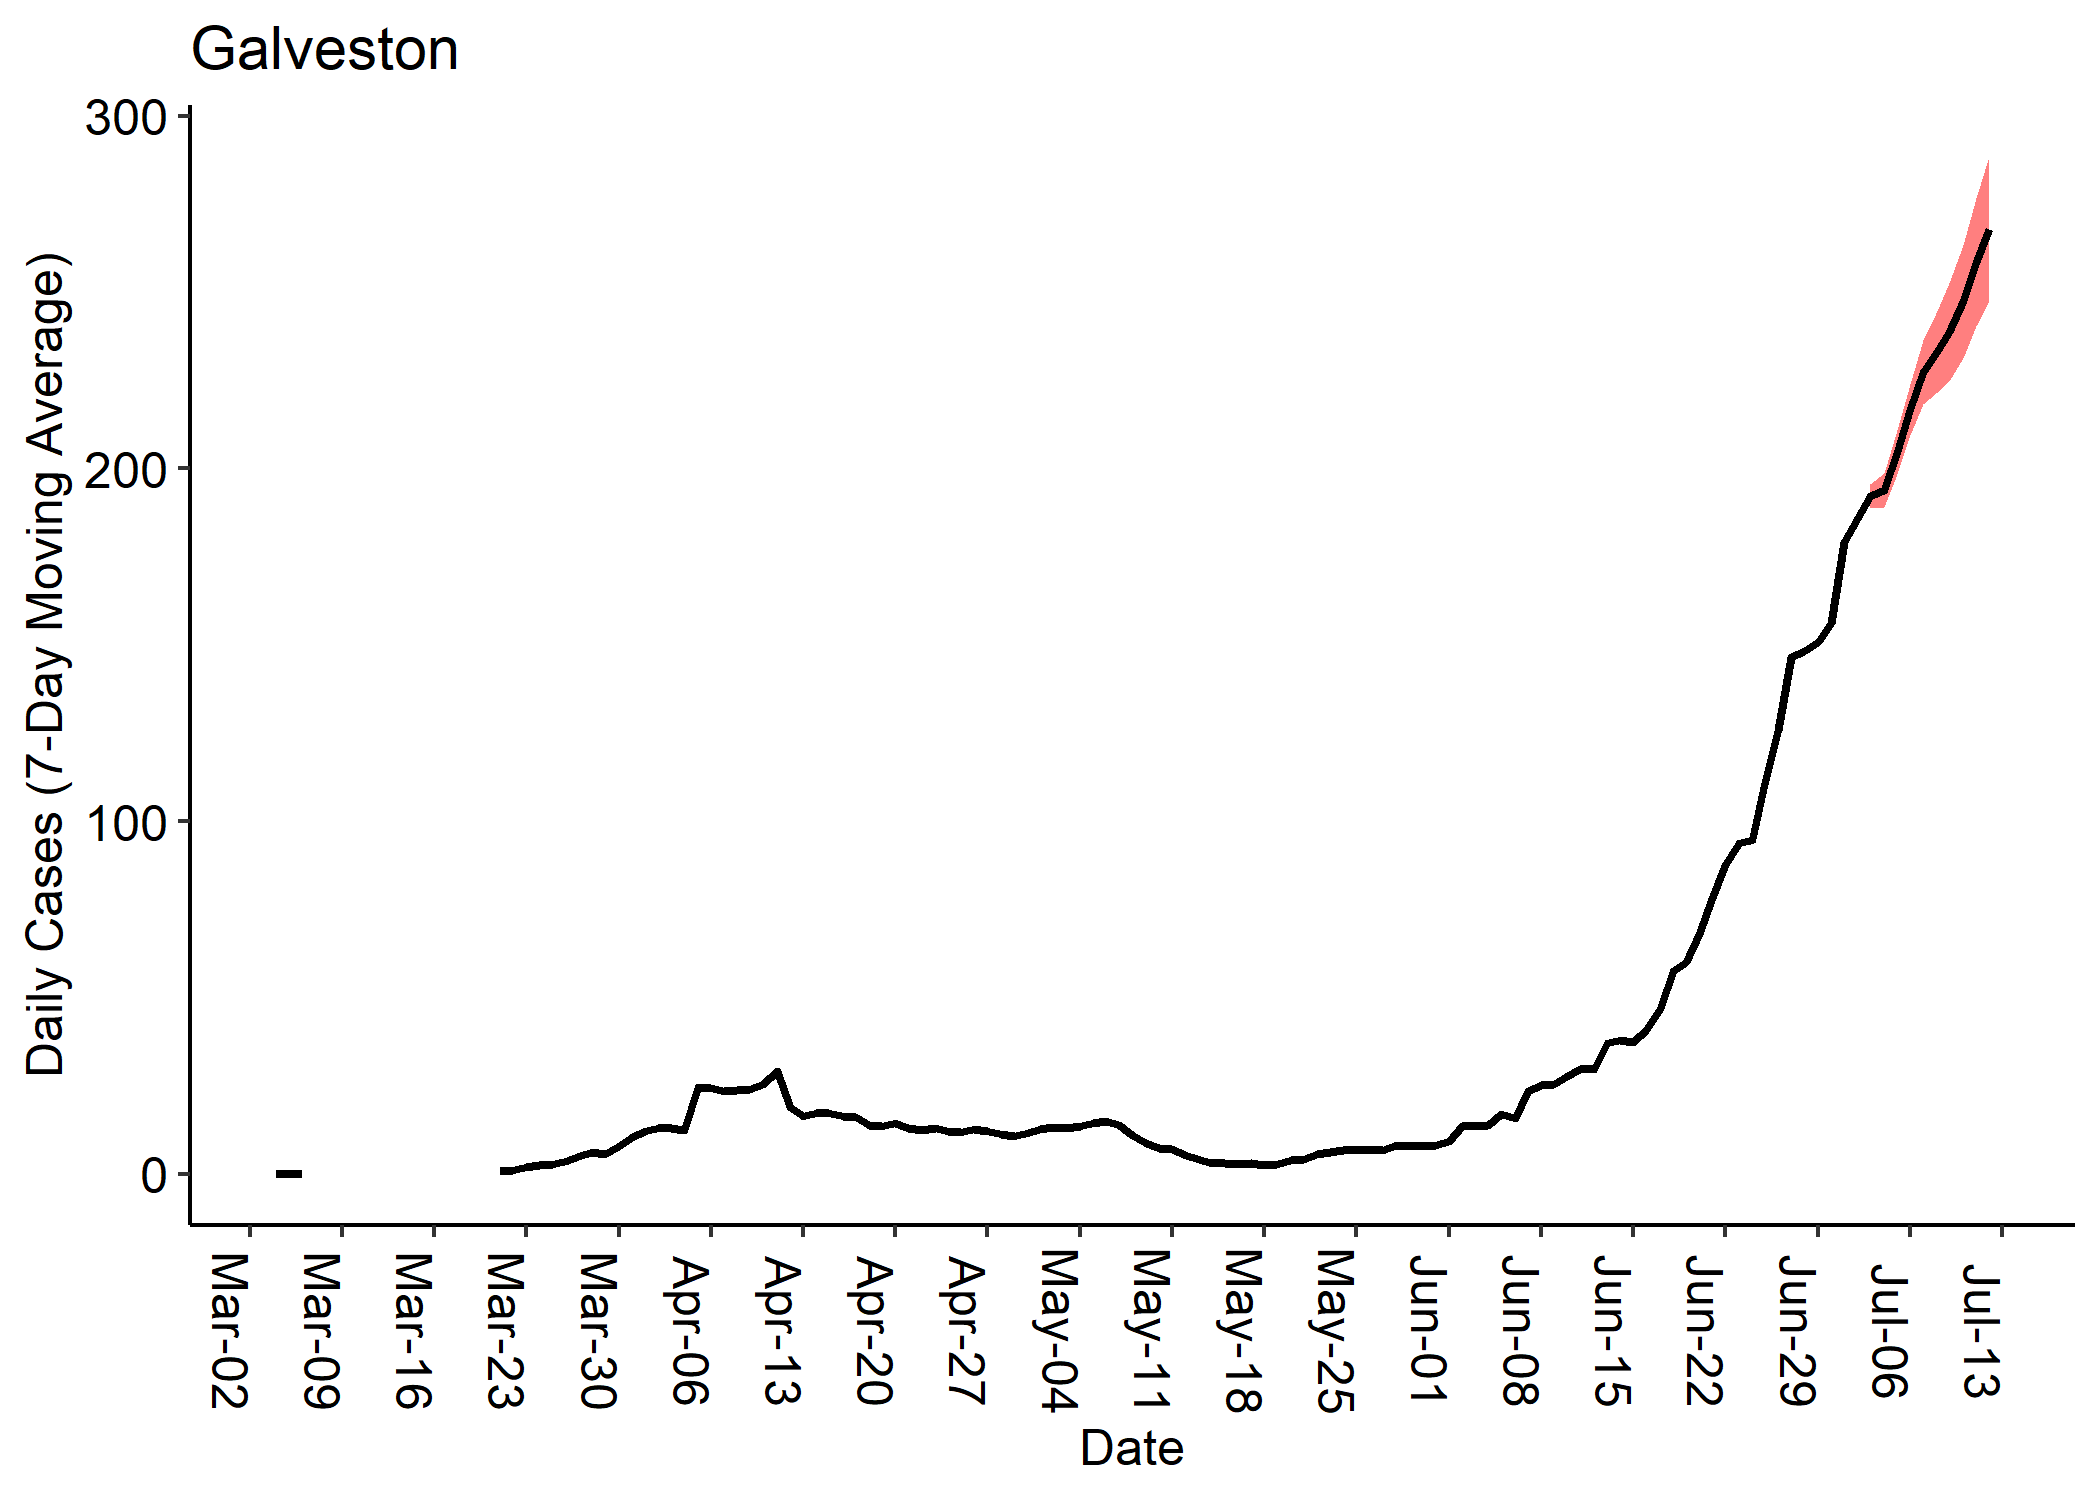 Galveston
Daily Cases (7-Day Moving Average)
300
200
100
0
Mar-02
Mar-09
Mar-16
Mar-23
Mar-30
Apr-06
Apr-13
Apr-20
Apr-27
May-04
May-11
May-18
May-25
Jun-01
Jun-08
Jun-15
Jun-22
Jun-29
Jul-06
Jul-13
Date